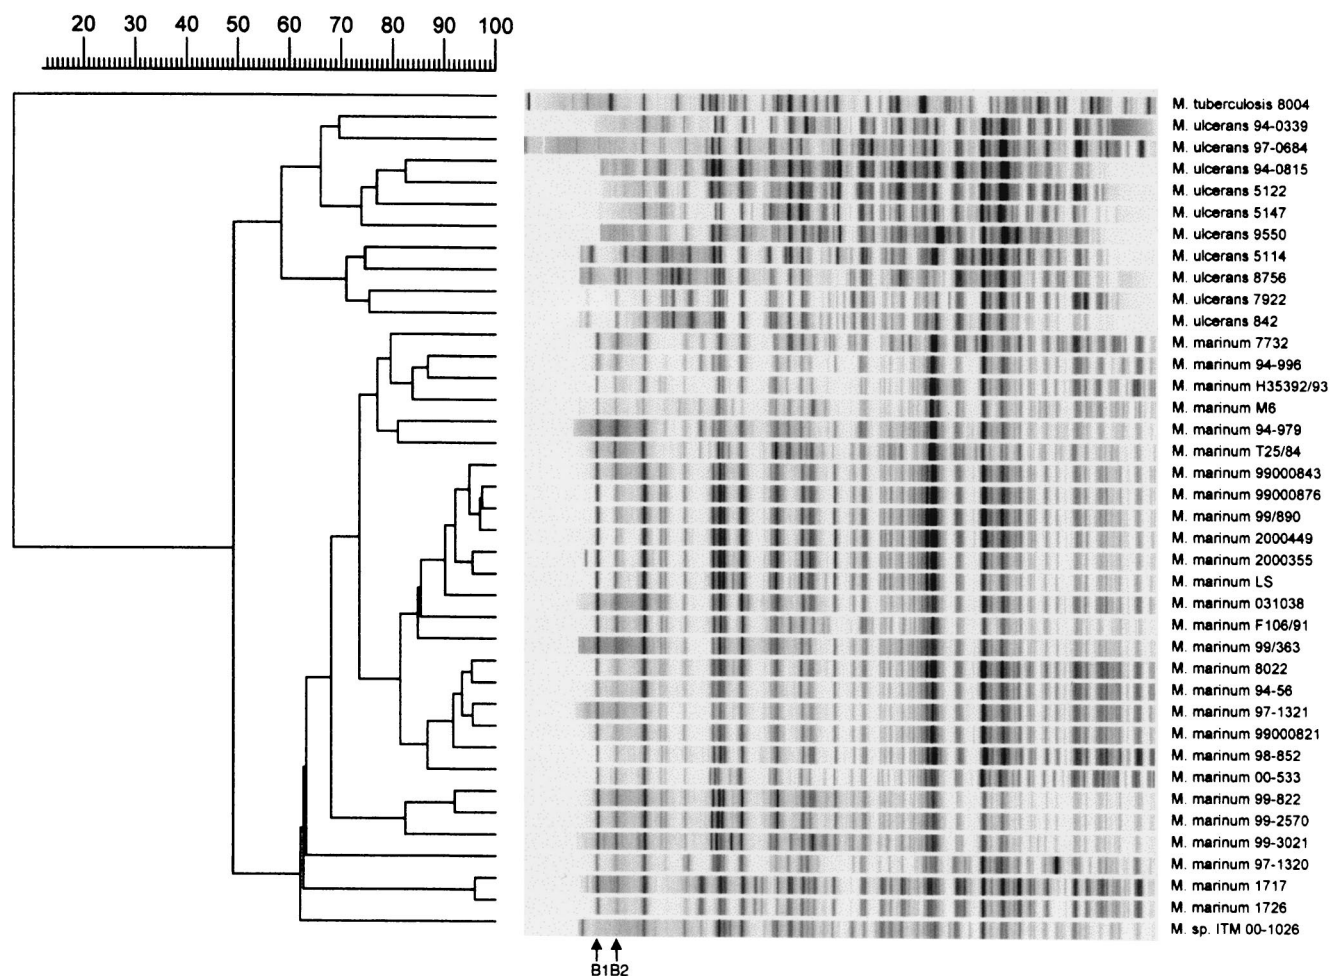 20 30 40 50 60 70 80 90 100
M. tuberculosis 8004
M. ulcerans 94-0339
M. ulcerans 97-0684
M. ulcerans 94-0815
M. ulcerans 5122
M. ulcerans 5147
M. ulcerans 9550
M. ulcerans 5114
M. ulcerans 8756
M. ulcerans 7922
M. ulcerans 842
M. marinum 7732
M. marinum 94-996
M. marinum H35392/93
M. marinum M6
M. marinum 94-979
M. marinum T25/84
M. marinum 99000843
M. marinum 99000876
M. marinum 99/890
M. marinum 2000449
M. marinum 2000355
M. marinum LS
M. marinum 031038
M. marinum F106/91
M. marinum 99/363
M. marinum 8022
M. marinum 94-56
M. marinum 97-1321
M. marinum 99000821
M. marinum 98-852
M. marinum 00-533
M. marinum 99-822
M. marinum 99-2570
M. marinum 99-3021
M. marinum 97-1320
M. marinum 1717
M. marinum 1726
M. sp. ITM 00-1026
B1 B2